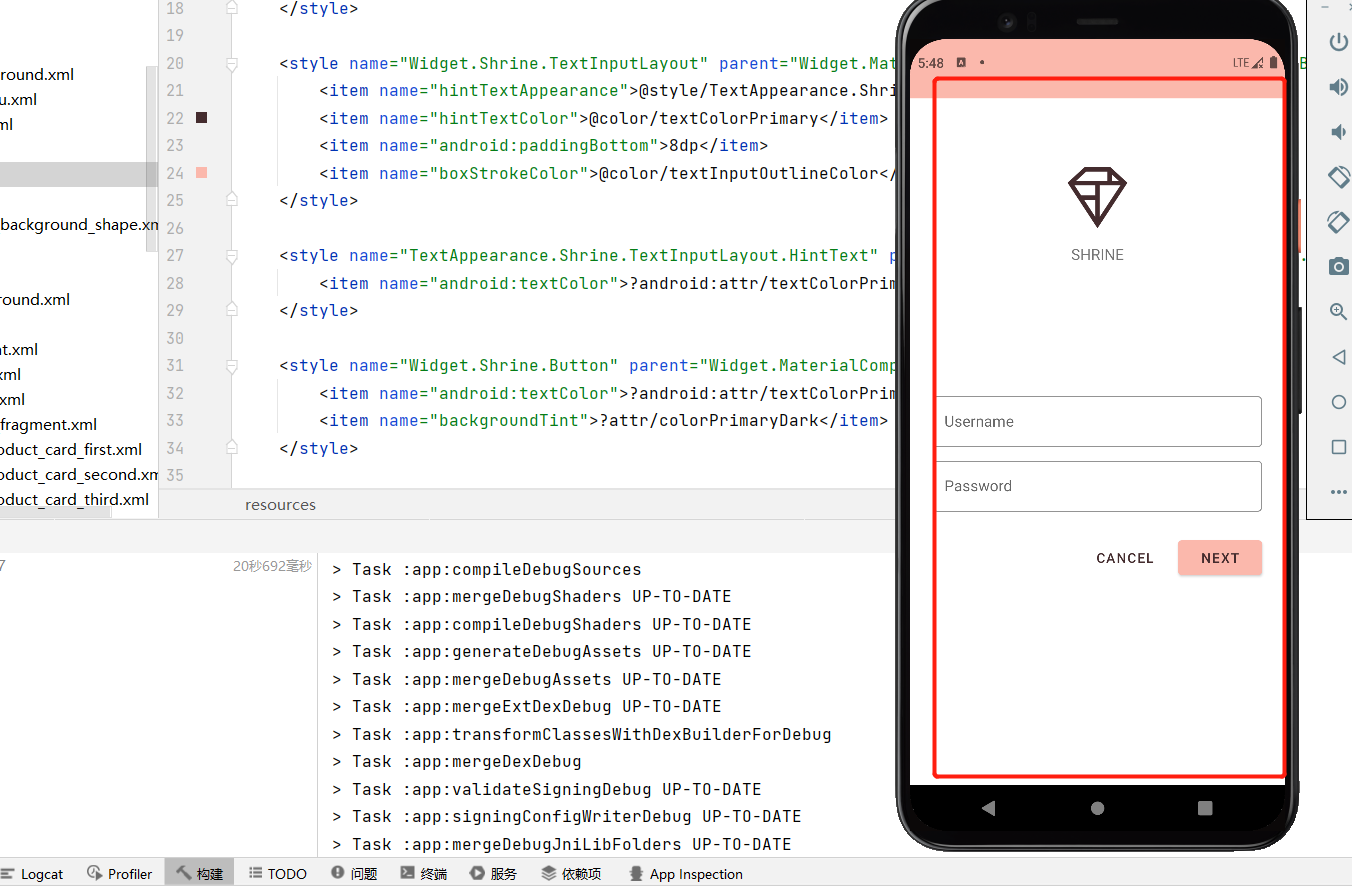 round.xml
u.xml
ml
background_shape.xm
round.xml
t.xml
xml
.xml
fragment.xml
oduct_card_first.xml
oduct_card_second.xm
oduct_card_third.xml
18 </style>
19
20 <style name="Widget.Shrine.TextInputLayout" parent="Widget.Mat
21 <item name="hintTextAppearance">@style/TextAppearance.Shri
22 <item name="hintTextColor">@color/textColorPrimary</item>
23 <item name="android:paddingBottom">8dp</item>
24 <item name="boxStrokeColor">@color/textInputOutlineColor</
25 </style>
26
27 <style name="TextAppearance.Shrine.TextInputLayout.HintText" p
28 <item name="android:textColor">?android:attr/textColorPrim
29 </style>
30
31 <style name="Widget.Shrine.Button" parent="Widget.MaterialComp
32 <item name="android:textColor">?android:attr/textColorPrim
33 <item name="backgroundTint">?attr/colorPrimaryDark</item>
34 </style>
35
resources
7 20秒692毫秒
> Task :app:compileDebugSources
> Task :app:mergeDebugShaders UP-TO-DATE
> Task :app:compileDebugShaders UP-TO-DATE
> Task :app:generateDebugAssets UP-TO-DATE
> Task :app:mergeDebugAssets UP-TO-DATE
> Task :app:mergeExtDexDebug UP-TO-DATE
> Task :app:transformClassesWithDexBuilderForDebug
> Task :app:mergeDexDebug
> Task :app:validateSigningDebug UP-TO-DATE
> Task :app:signingConfigWriterDebug UP-TO-DATE
> Task :app:mergeDebugJniLibFolders UP-TO-DATE
5:48 LTE
SHRINE
Username
Password
CANCEL NEXT
Logcat Profiler 构建 TODO 问题 终端 服务 依赖项 App Inspection